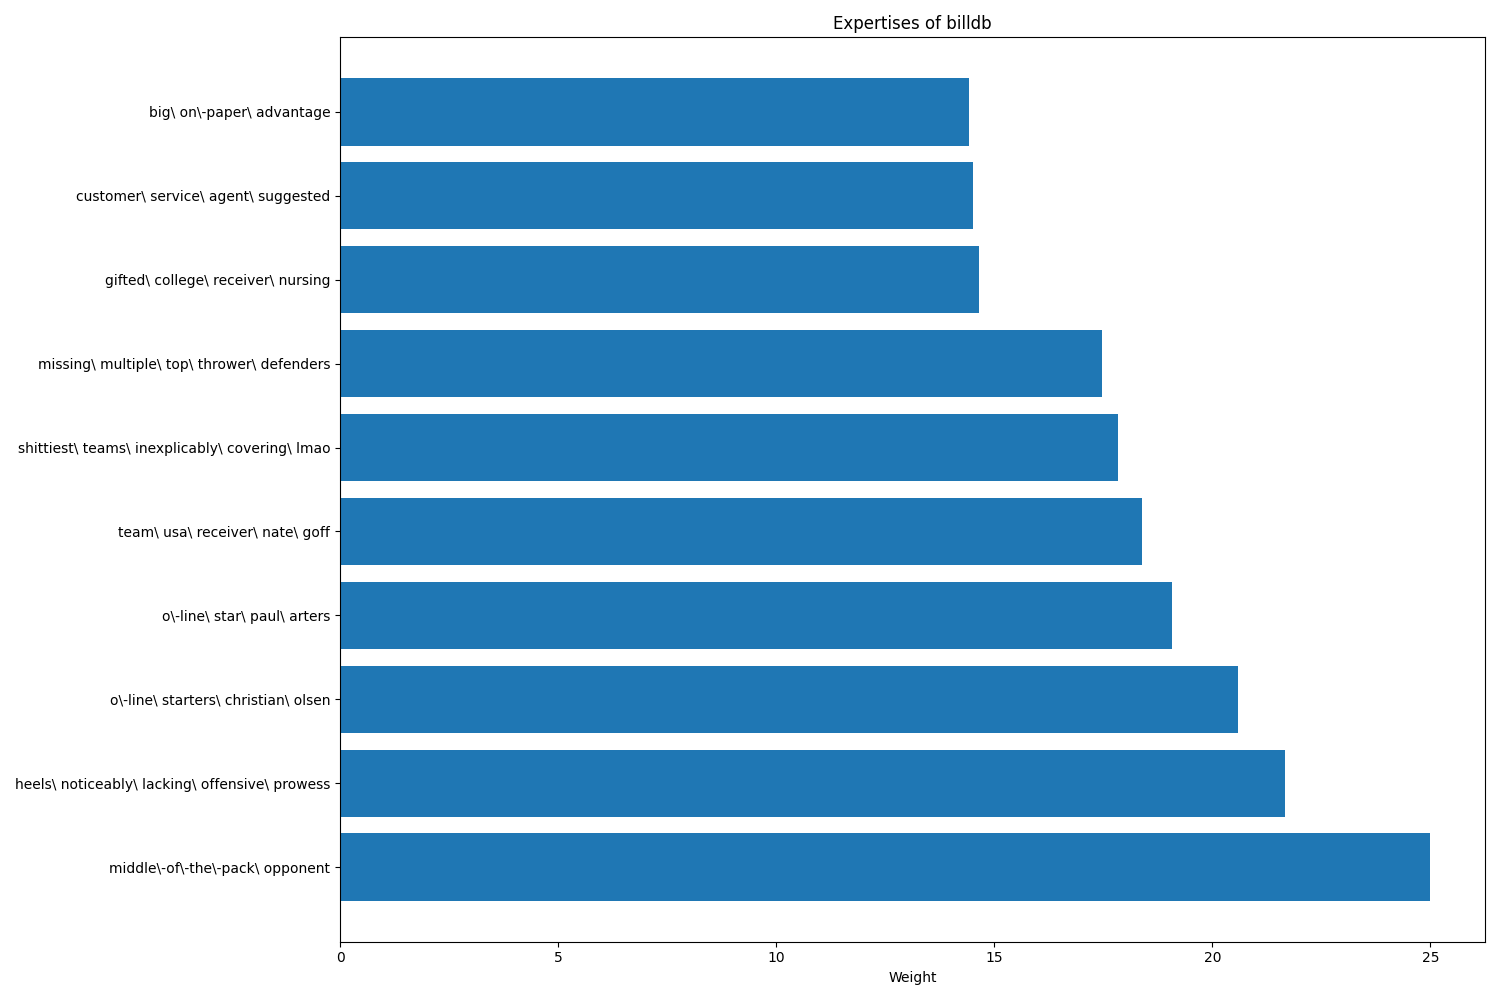 Expertises of billdb
big\ on\-paper\ advantage
customer\ service\ agent\ suggested
gifted\ college\ receiver\ nursing
missing\ multiple\ top\ thrower\ defenders
shittiest\ teams\ inexplicably\ covering\ lmao
team\ usa\ receiver\ nate\ goff
o\-line\ star\ paul\ arters
o\-line\ starters\ christian\ olsen
heels\ noticeably\ lacking\ offensive\ prowess
middle\-of\-the\-pack\ opponent
0 5 10 15 20 25
Weight